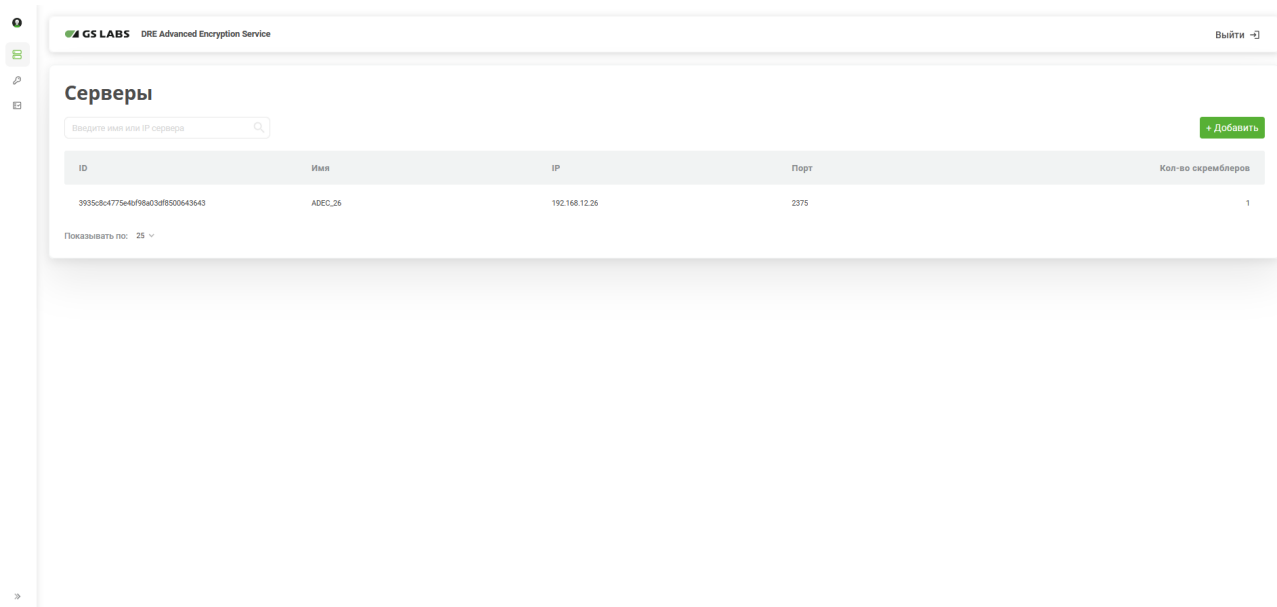 GS LABS DRE Advanced Encryption Service Выйти
Серверы
Введите имя или IP сервера + Добавить
ID Имя IP Порт Кол-во скремблеров
3935c8c4775e4bf98a03df8500643643 ADEC_26 192.168.12.26 2375 1
Показывать по: 25